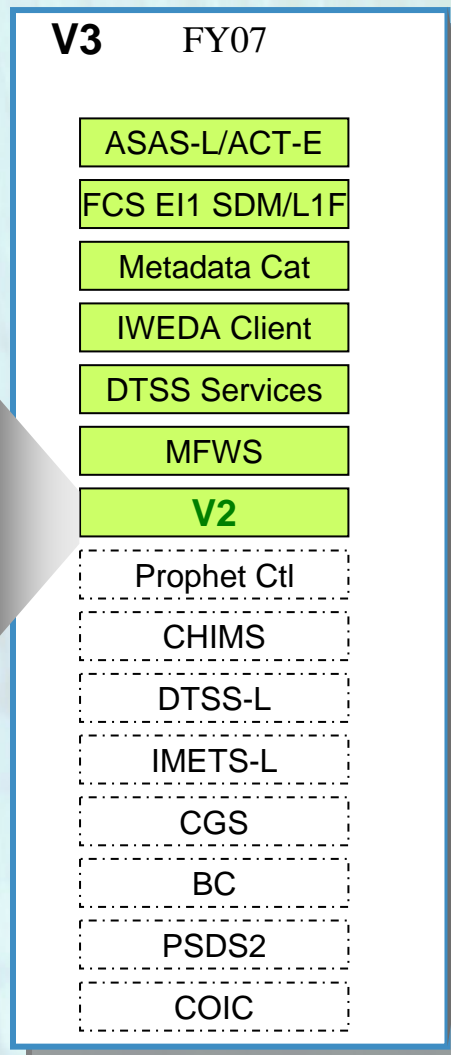 V3 FY07
ASAS-L/ACT-E
FCS EI1 SDM/L1F
Metadata Cat
IWEDA Client
DTSS Services
MFWS
V2
Prophet Ctl
CHIMS
DTSS-L
IMETS-L
CGS
BC
PSDS2
COIC